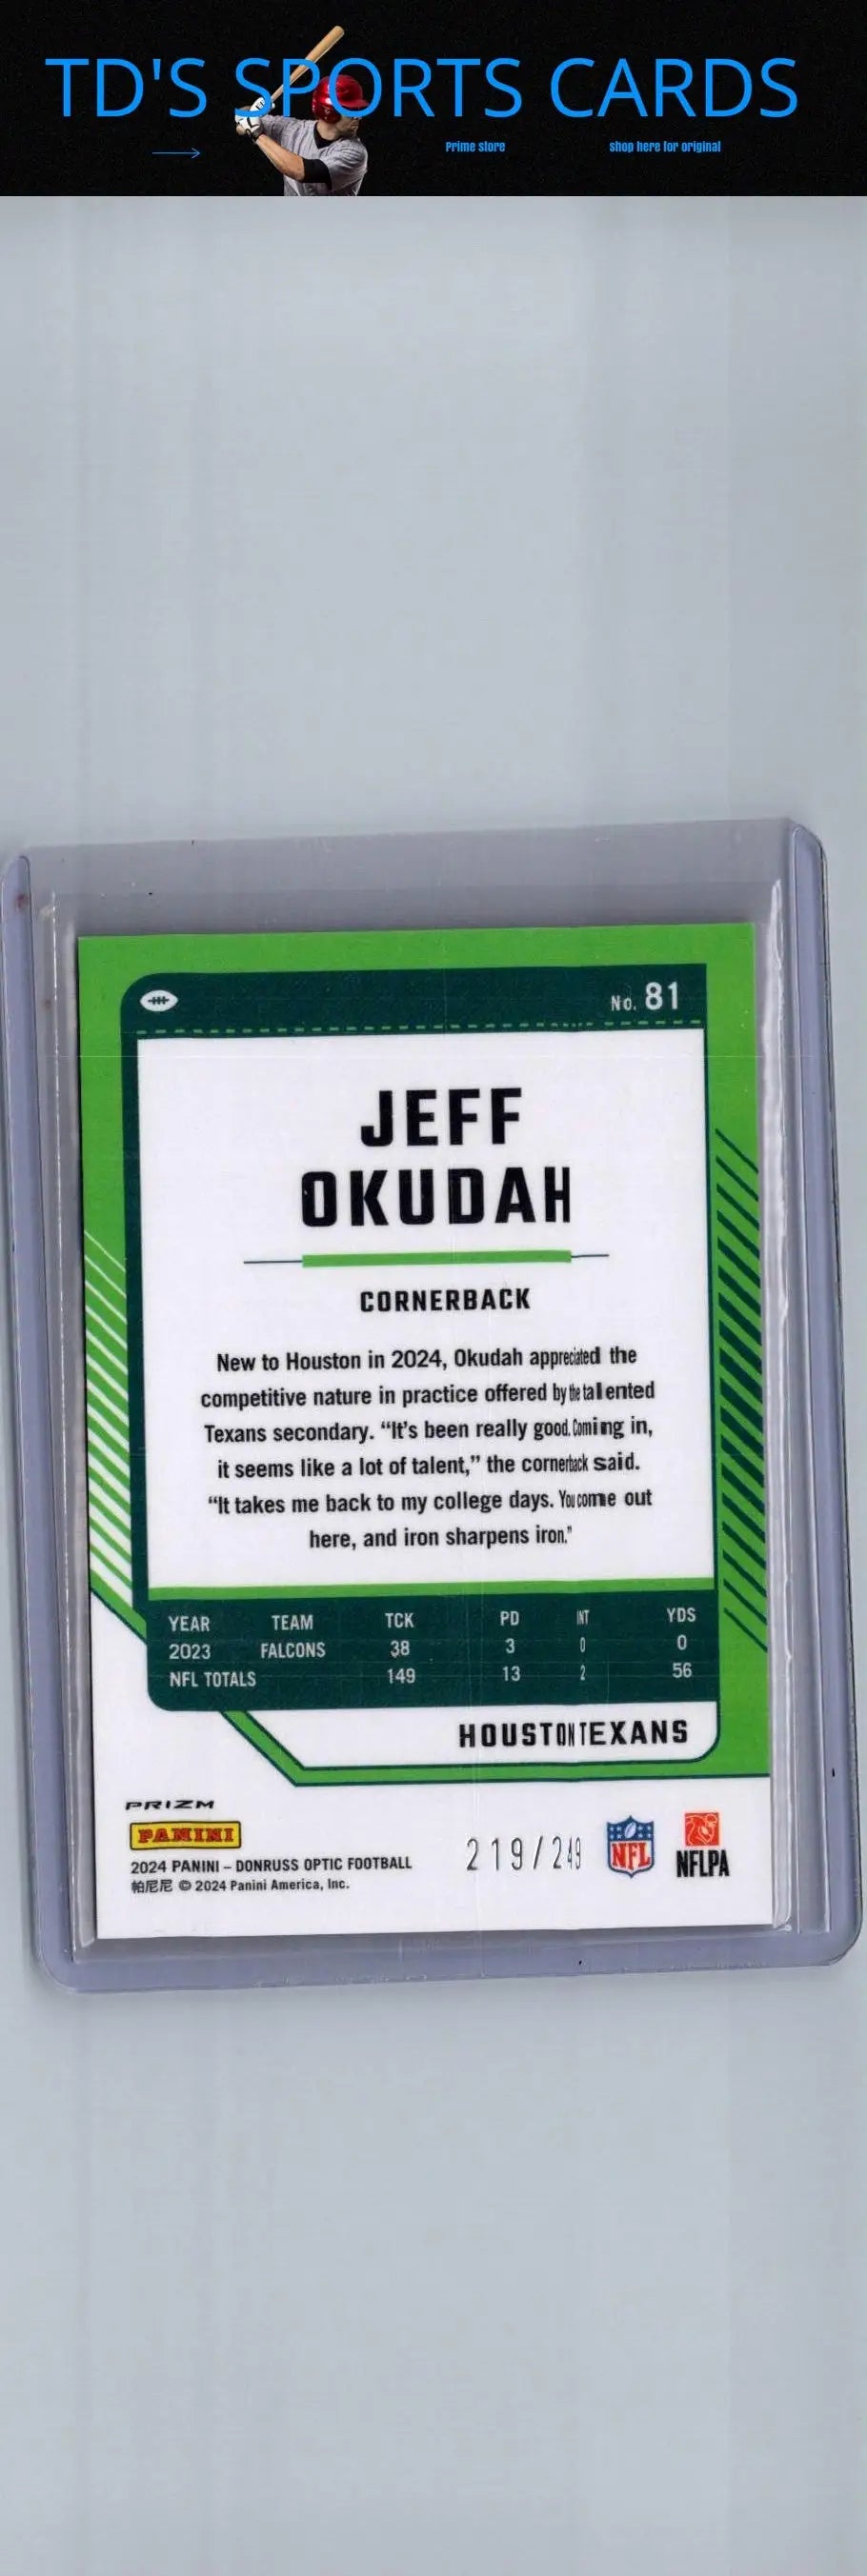 TD'S SPORTS CARDS
Prime store
shop here for original
No. 81
JEFF
OKUDAH
CORNERBACK
New to Houston in 2024, Okudah appreciated the
competitive nature in practice offered by the talented
Texans secondary. “It’s been really good. Coming in,
it seems like a lot of talent,” the cornerback said.
“It takes me back to my college days. You come out
here, and iron sharpens iron.”
YEAR TEAM TCK PD INT YDS
2023 FALCONS 38 3 0 0
NFL TOTALS 149 13 2 56
HOUSTON TEXANS
PRIZM
PANINI
2024 PANINI – DONRUSS OPTIC FOOTBALL
帕尼尼 © 2024 Panini America, Inc.
219/249
NFL
NFLPA